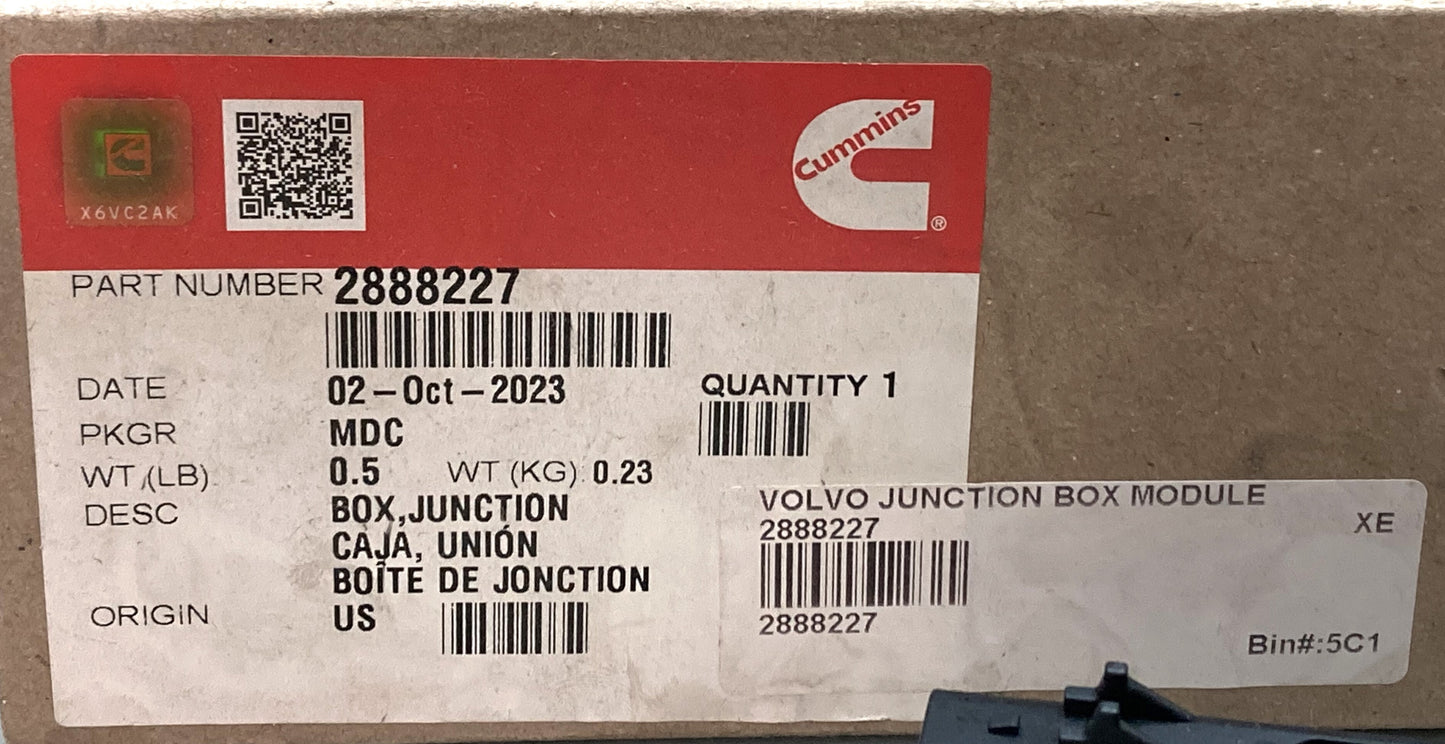 Cummins
®
X6VC2AK
PART NUMBER 2888227
DATE 02-Oct-2023 QUANTITY 1
PKGR MDC
WT (LB) 0.5 WT (KG) 0.23
DESC BOX,JUNCTION
CAJA, UNIÓN
BOÎTE DE JONCTION
ORIGIN US
VOLVO JUNCTION BOX MODULE
2888227 XE
2888227
Bin#:5C1